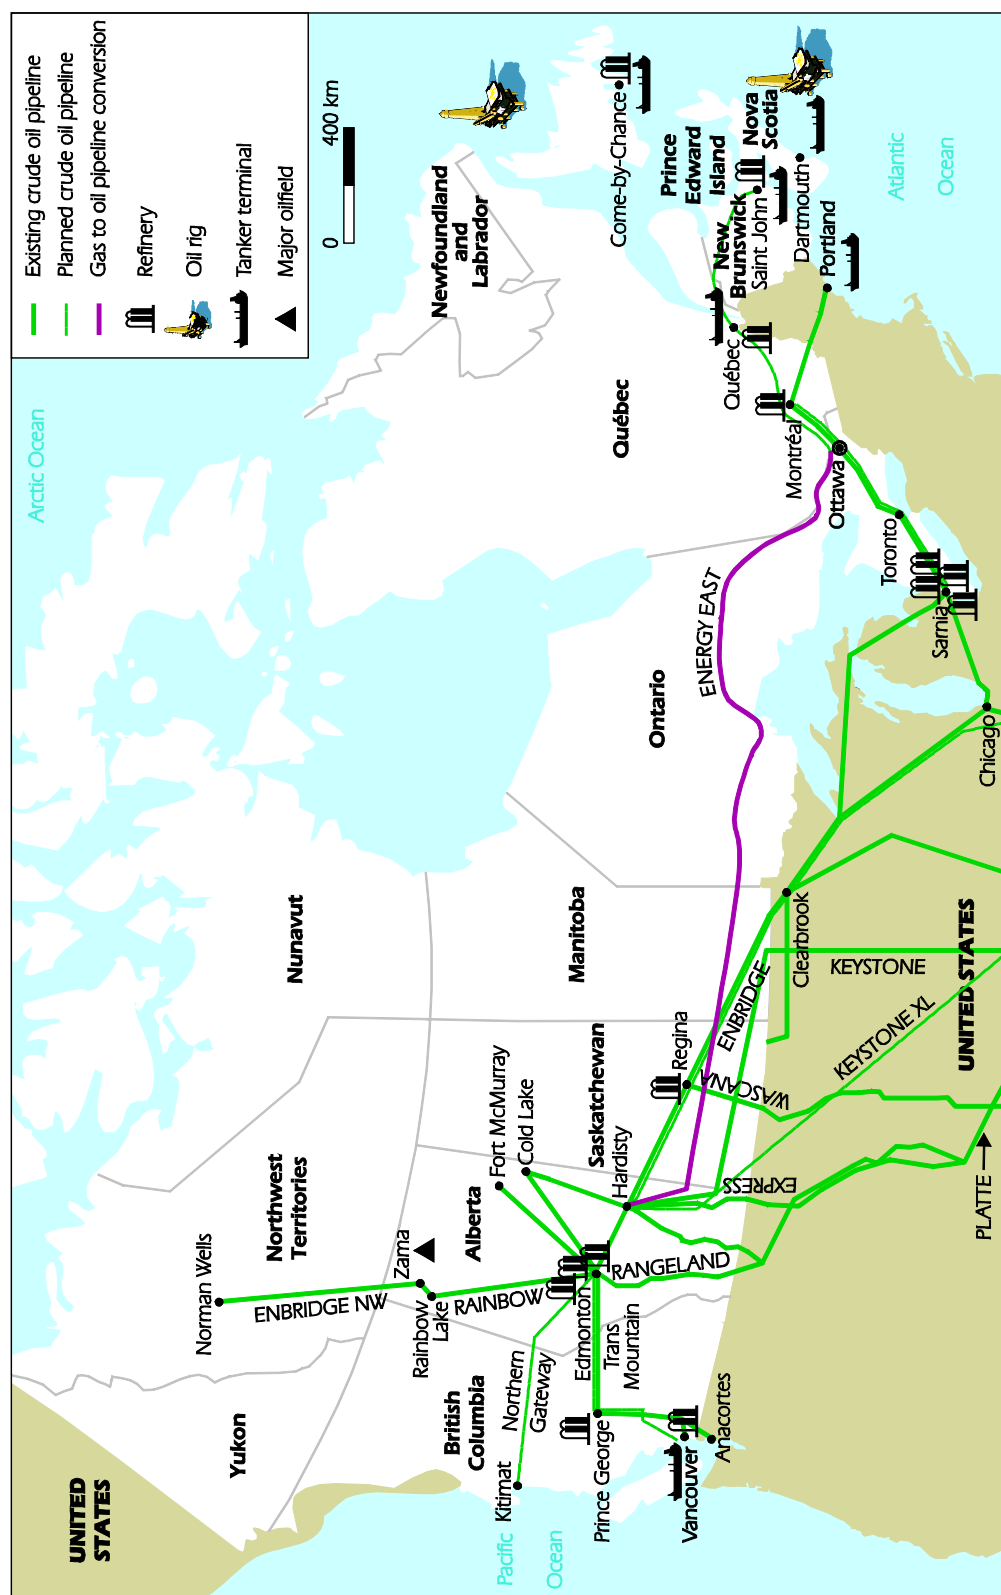 Existing crude oil pipeline
Planned crude oil pipeline
Gas to oil pipeline conversion
Refinery
Oil rig
Tanker terminal
Major oilfield
0
400 km
Arctic Ocean
UNITED
STATES
Yukon
Norman Wells
Northwest
Territories
Nunavut
ENBRIDGE NW
Zama
Rainbow
Lake
RAINBOW
British
Columbia
Alberta
Fort McMurray
Cold Lake
Saskatchewan
Manitoba
Ontario
Québec
Newfoundland
and
Labrador
Pacific
Ocean
Kitimat
Northern
Gateway
Prince George
Edmonton
Trans
Mountain
RANGELAND
Hardisty
Vancouver
Anacortes
EXPRESS
Regina
WASCANA
ENBRIDGE
Clearbrook
KEYSTONE
KEYSTONE XL
PLATTE
UNITED STATES
ENERGY EAST
Chicago
Sarnia
Toronto
Ottawa
Montréal
Québec
New
Brunswick
Saint John
Prince
Edward
Island
Nova
Scotia
Come-by-Chance
Dartmouth
Portland
Atlantic
Ocean